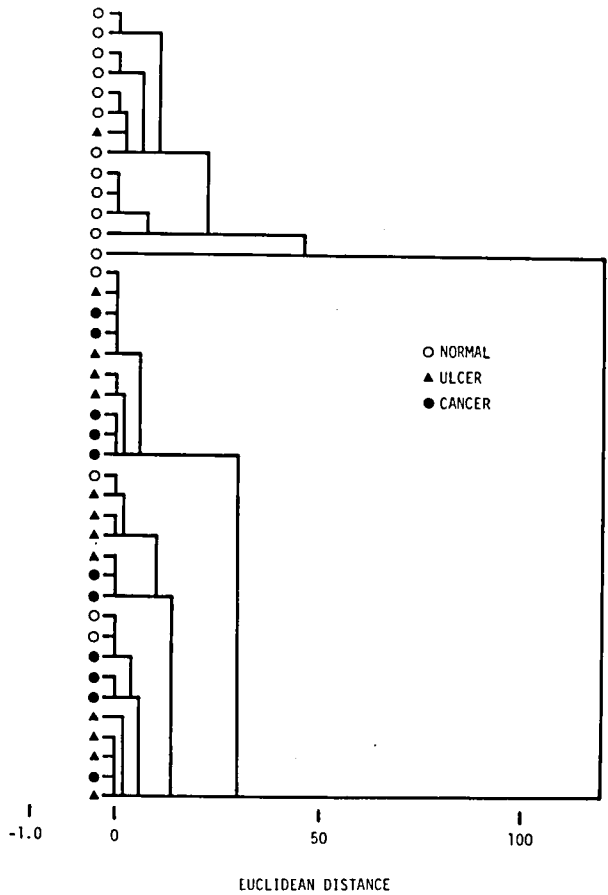 NORMAL
ULCER
CANCER
-1.0 0 50 100
EUCLIDEAN DISTANCE